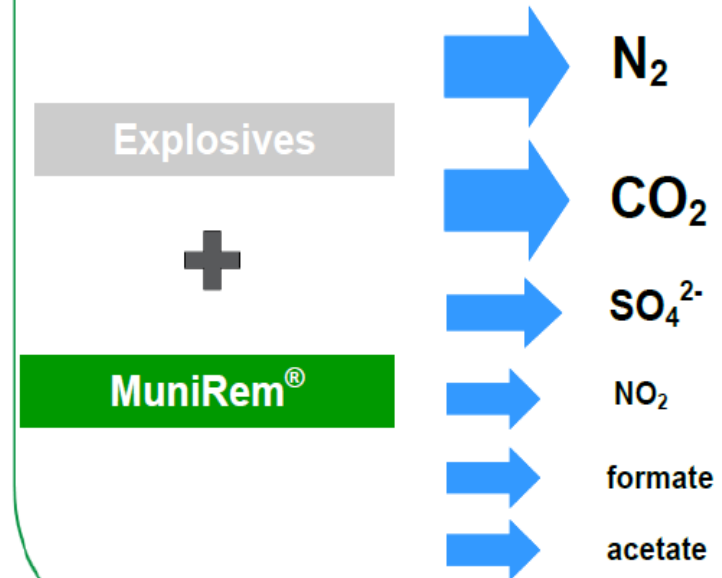 Explosives
MuniRem®
N₂
CO₂
SO₄²⁻
NO₂
formate
acetate